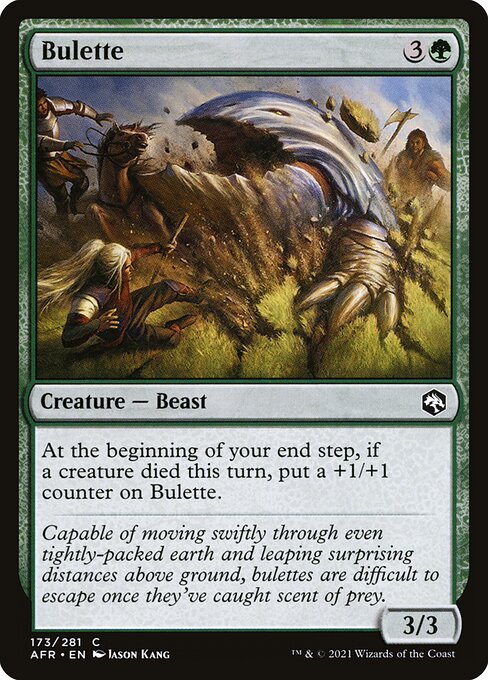 Bulette
3
Creature — Beast
At the beginning of your end step, if
a creature died this turn, put a +1/+1
counter on Bulette.
Capable of moving swiftly through even
tightly-packed earth and leaping surprising
distances above ground, bulettes are difficult to
escape once they've caught scent of prey.
3/3
173/281 C
AFR • EN Jason Kang
™ & © 2021 Wizards of the Coast